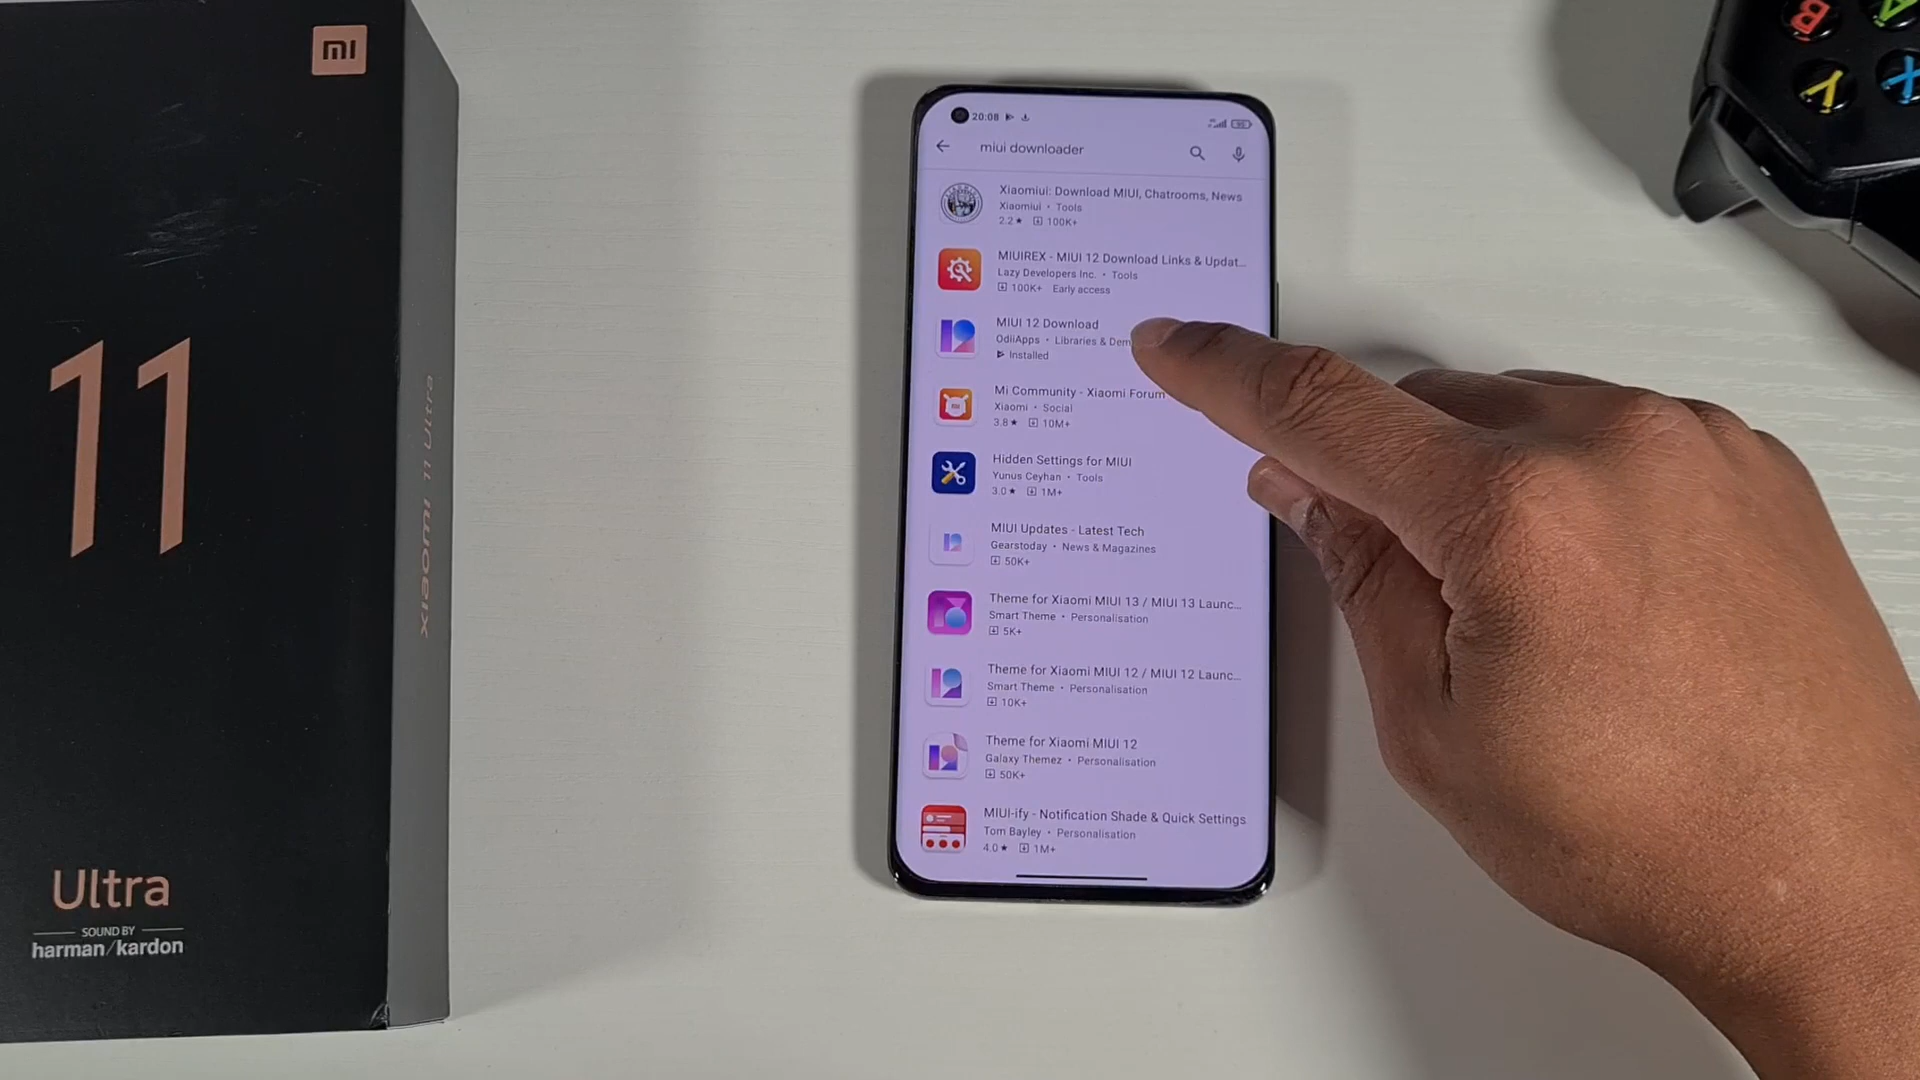 mi
11
Ultra
SOUND BY
harman/kardon
xiaomi 11 Ultra
20:08
miui downloader
Xiaomiui: Download MIUI, Chatrooms, News
Xiaomiui • Tools
2.2★ 100K+
MIUIREX - MIUI 12 Download Links & Updat...
Lazy Developers Inc. • Tools
100K+ Early access
MIUI 12 Download
OdiiApps • Libraries & Dem
Installed
Mi Community - Xiaomi Forum
Xiaomi • Social
3.8★ 10M+
Hidden Settings for MIUI
Yunus Ceyhan • Tools
3.0★ 1M+
MIUI Updates - Latest Tech
Gearstoday • News & Magazines
50K+
Theme for Xiaomi MIUI 13 / MIUI 13 Launc...
Smart Theme • Personalisation
5K+
Theme for Xiaomi MIUI 12 / MIUI 12 Launc...
Smart Theme • Personalisation
10K+
Theme for Xiaomi MIUI 12
Galaxy Themez • Personalisation
50K+
MIUI-ify - Notification Shade & Quick Settings
Tom Bayley • Personalisation
4.0★ 1M+
B
A
Y
X